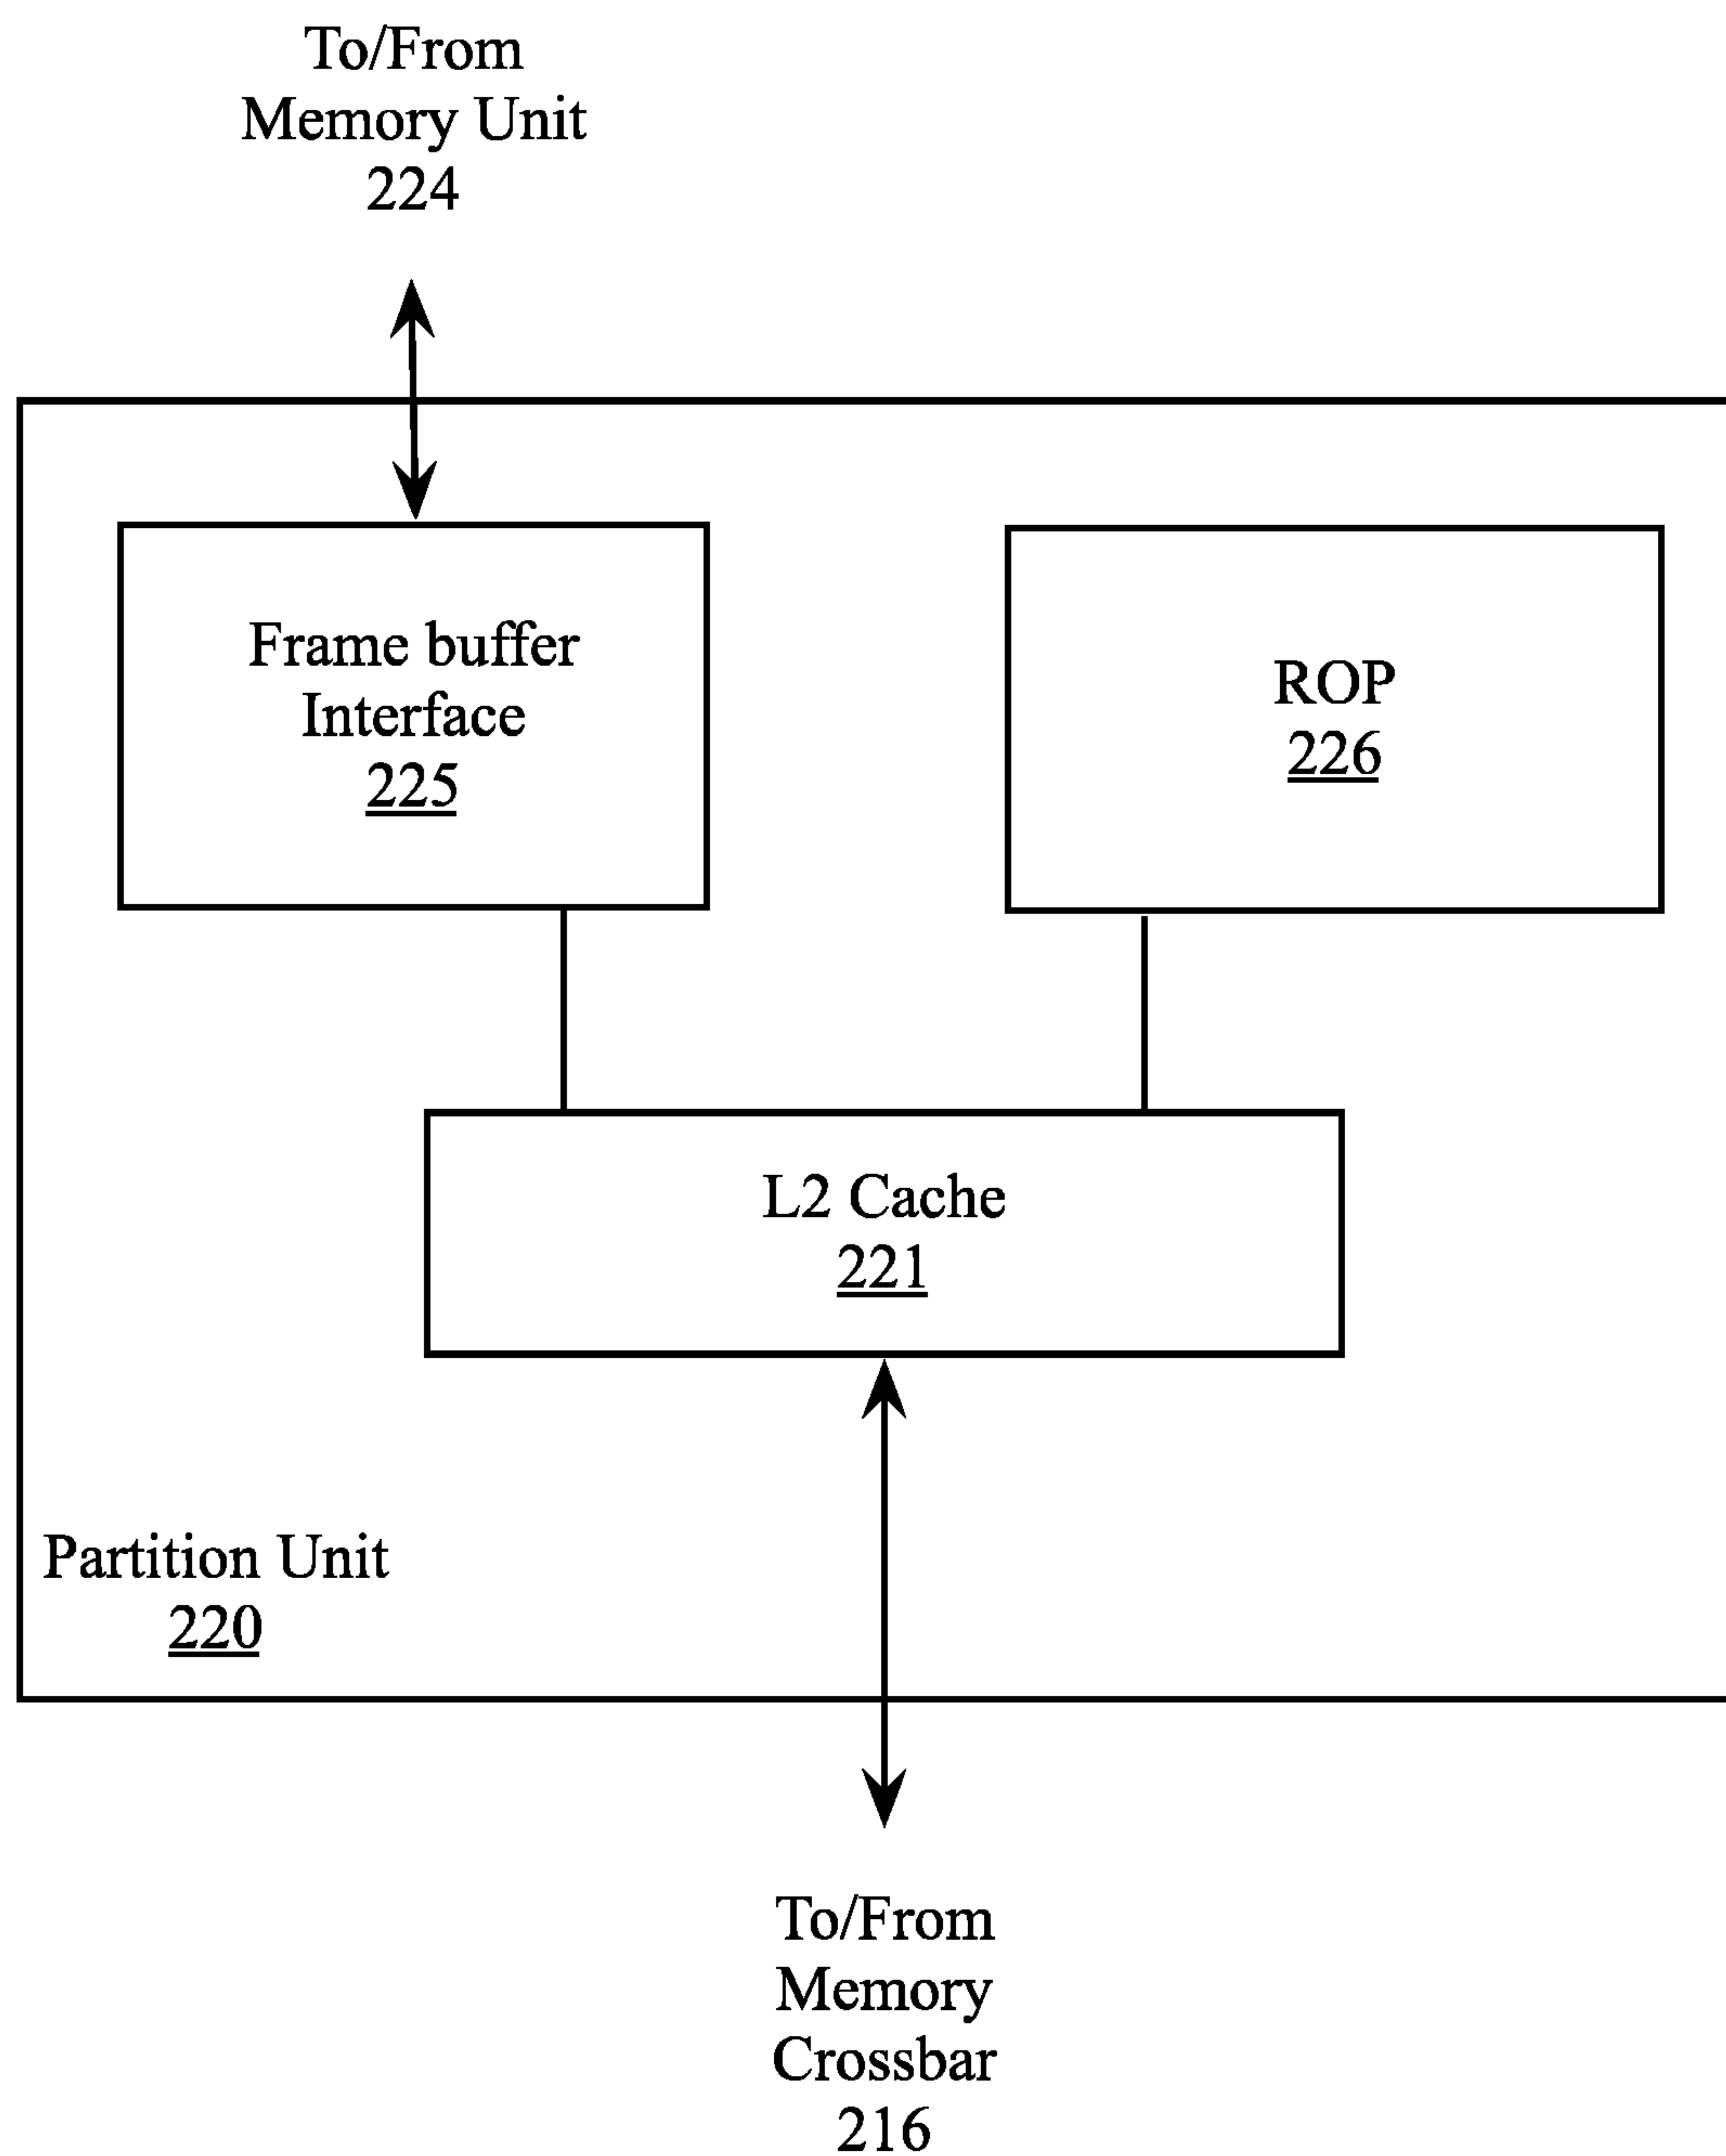 To/From
Memory Unit
224
Frame buffer
Interface
225
ROP
226
L2 Cache
221
Partition Unit
220
To/From
Memory
Crossbar
216